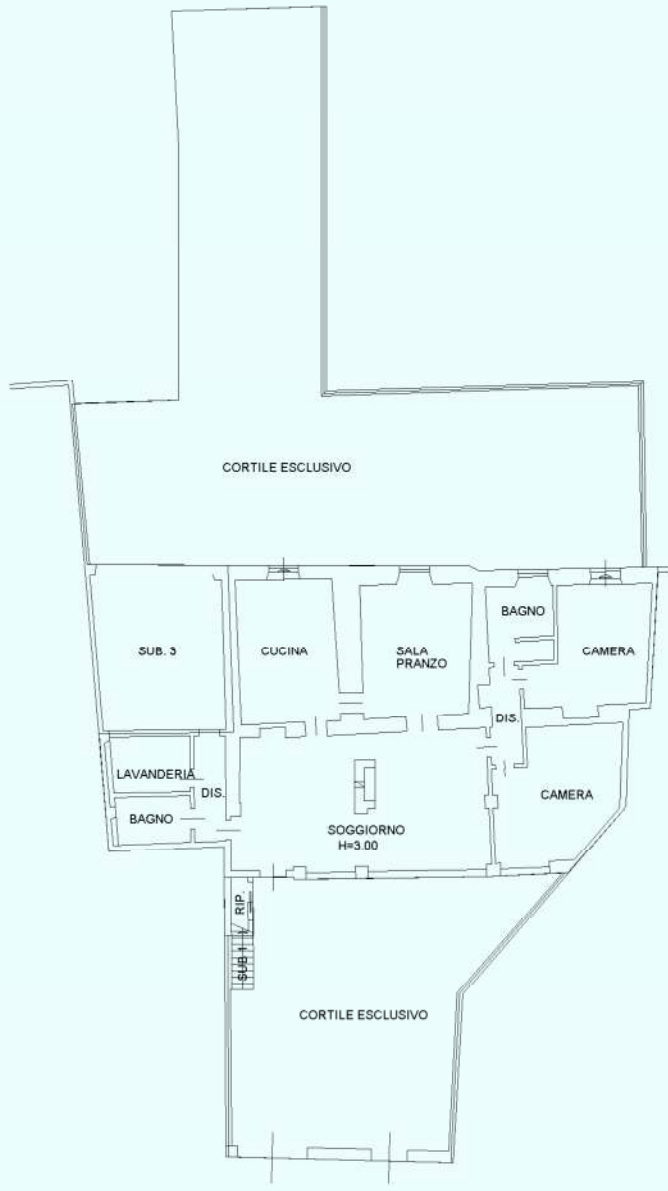 CORTILE ESCLUSIVO
BAGNO
SUB. 3
CUCINA
SALA
PRANZO
CAMERA
DIS.
LAVANDERIA
DIS.
CAMERA
BAGNO
SOGGIORNO
H=3.00
RIP.
SUB 1
CORTILE ESCLUSIVO